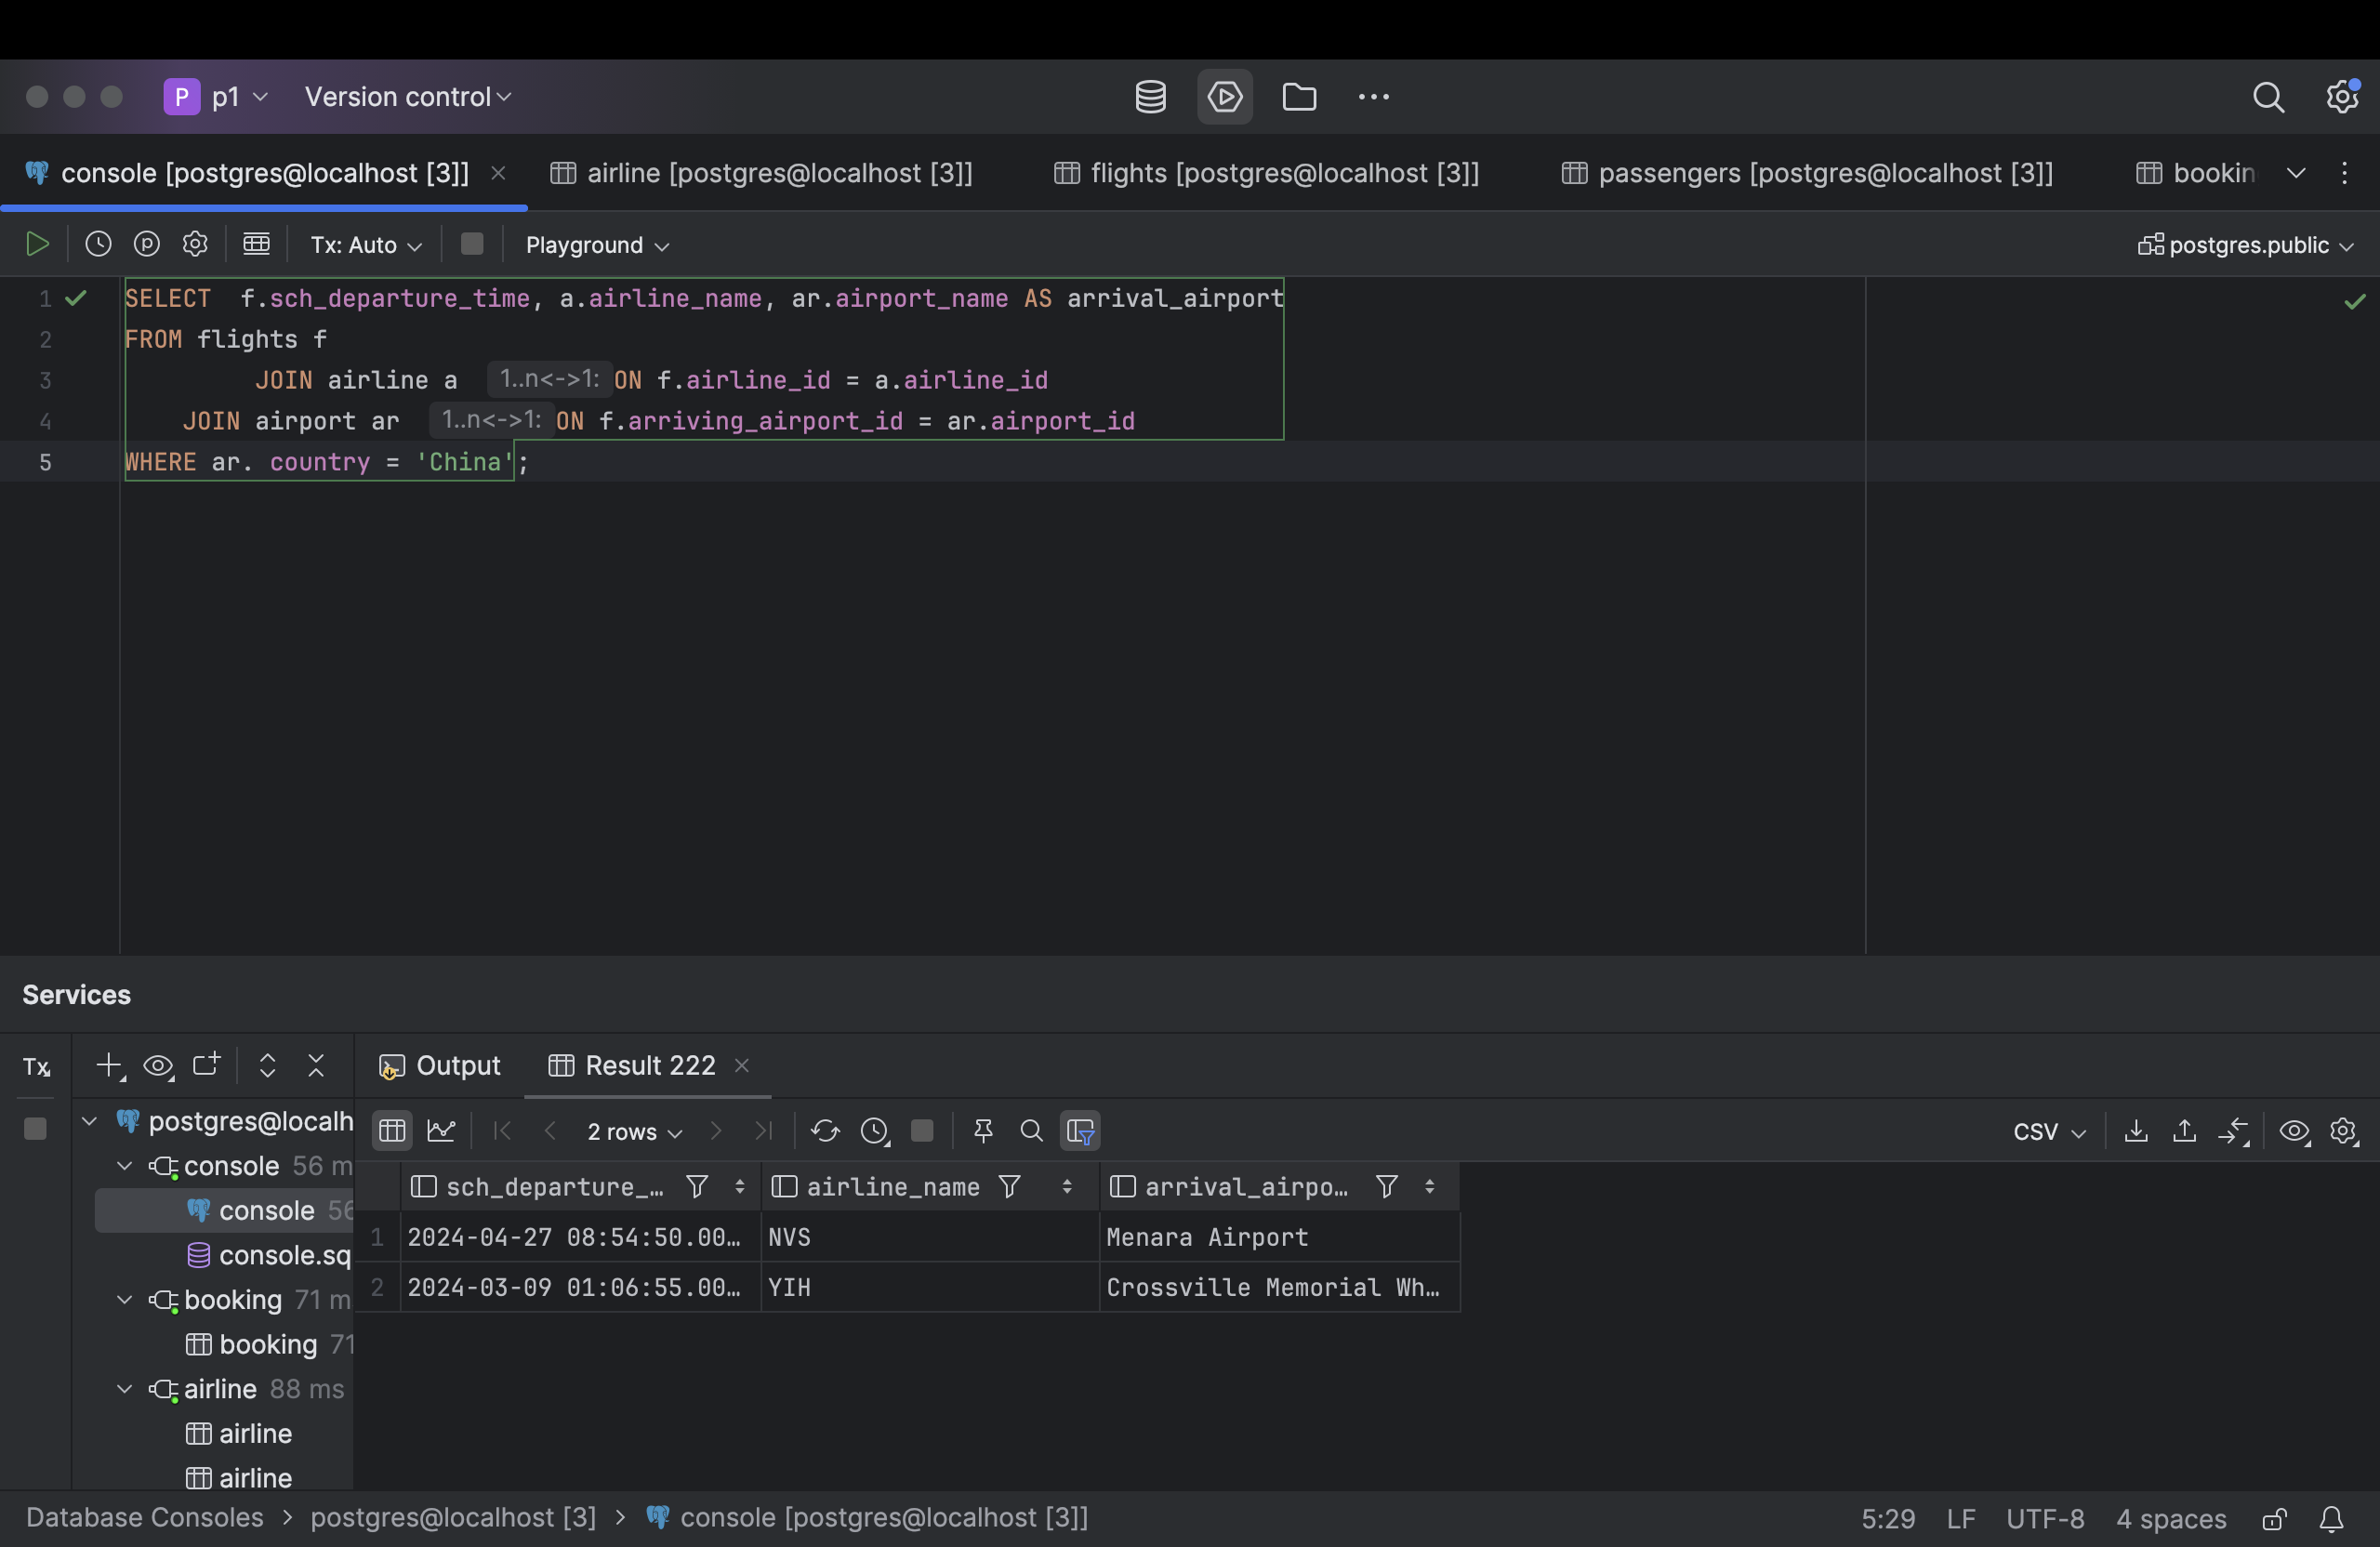 P p1 Version control
console [postgres@localhost [3]] airline [postgres@localhost [3]] flights [postgres@localhost [3]] passengers [postgres@localhost [3]] bookin
Tx: Auto Playground postgres.public
1 SELECT  f.sch_departure_time, a.airline_name, ar.airport_name AS arrival_airport
2 FROM flights f
3 JOIN airline a 1..n<->1: ON f.airline_id = a.airline_id
4 JOIN airport ar 1..n<->1: ON f.arriving_airport_id = ar.airport_id
5 WHERE ar. country = 'China';
Services
Tx Output Result 222
postgres@localh
2 rows CSV
console 56 m
console 56
console.sq
booking 71 m
booking 71
airline 88 ms
airline
airline
sch_departure_… airline_name arrival_airpo…
1 2024-04-27 08:54:50.00… NVS Menara Airport
2 2024-03-09 01:06:55.00… YIH Crossville Memorial Wh…
Database Consoles > postgres@localhost [3] > console [postgres@localhost [3]] 5:29 LF UTF-8 4 spaces